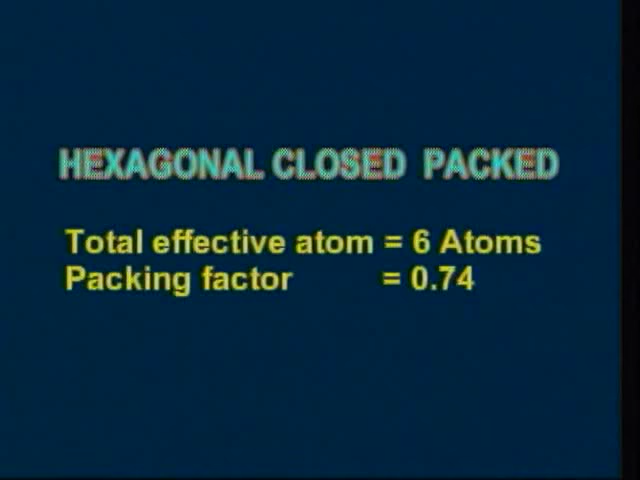 HEXAGONAL CLOSED PACKED
Total effective atom = 6 Atoms
Packing factor = 0.74